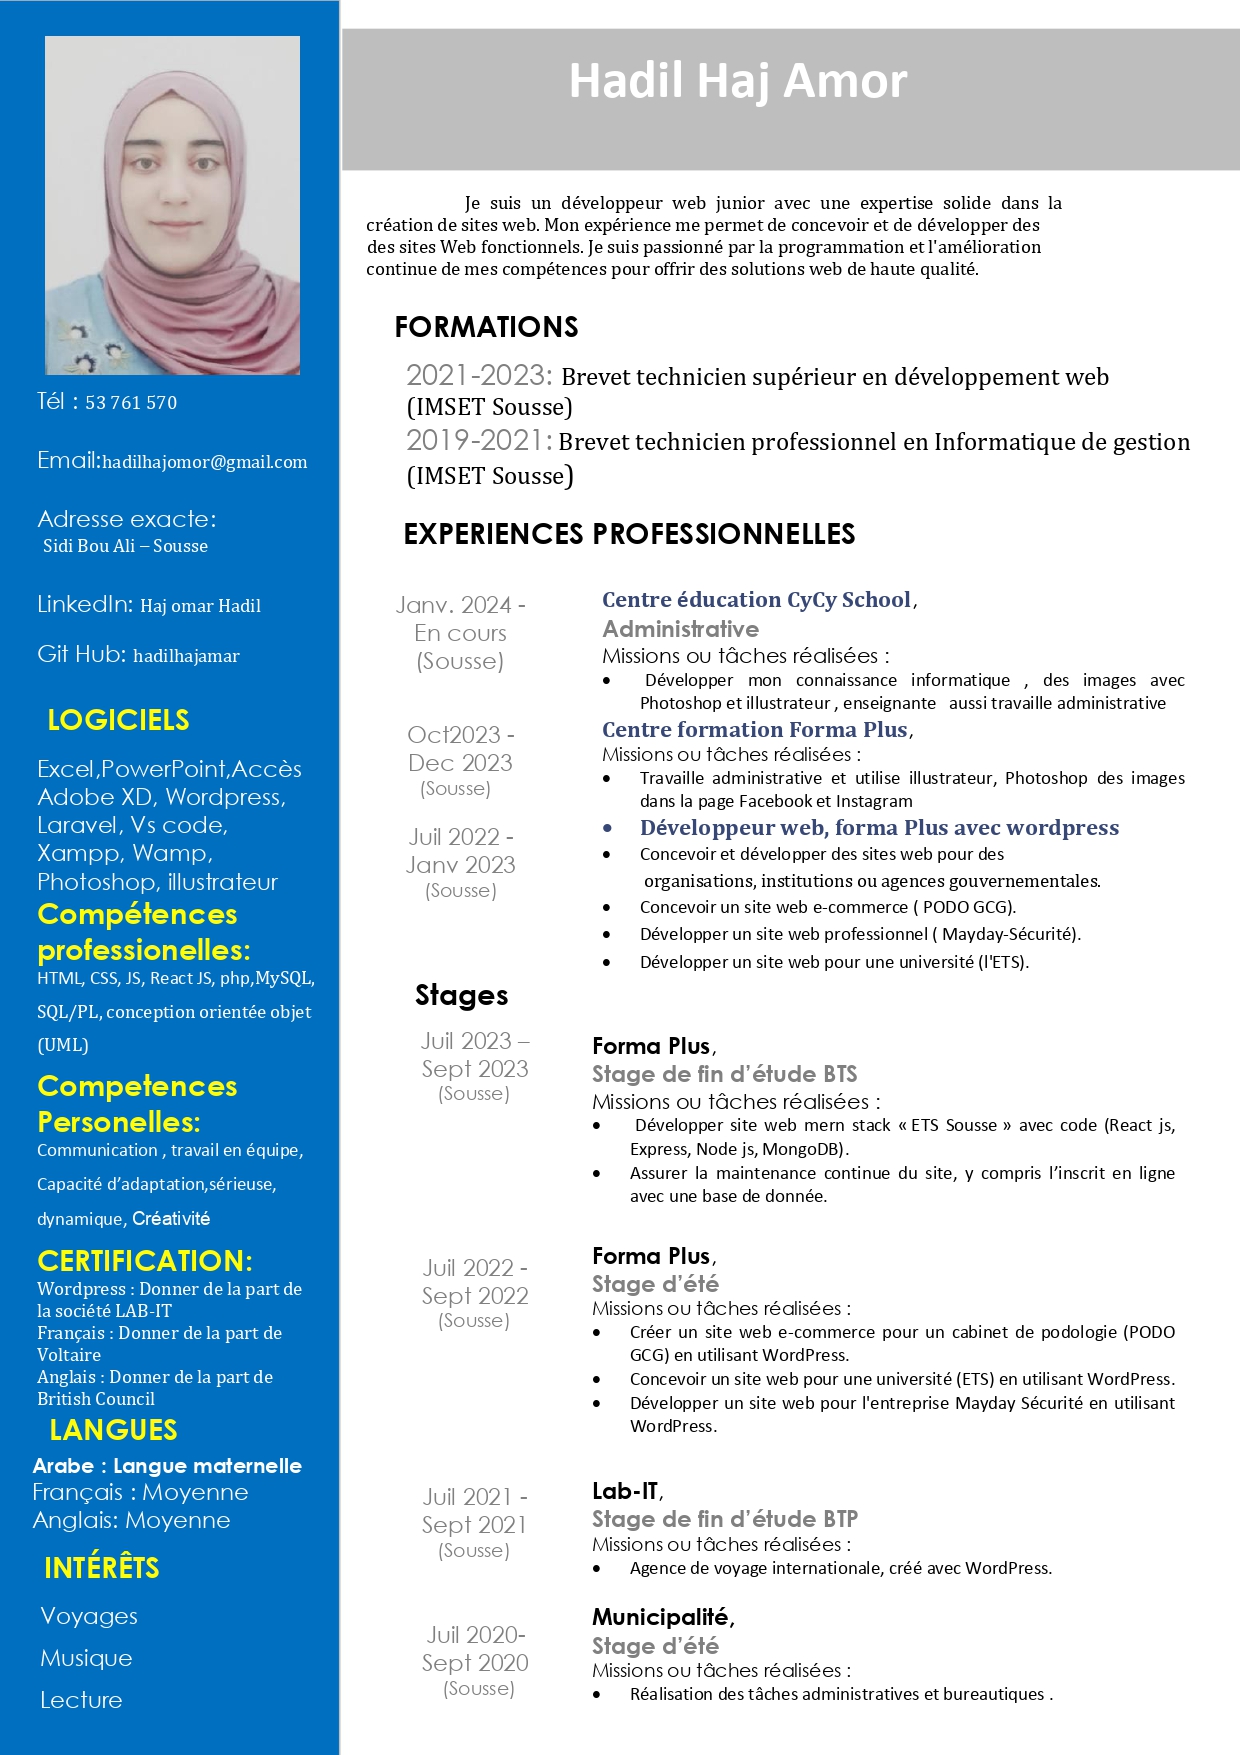 Hadil Haj Amor
Je suis un développeur web junior avec une expertise solide dans la
création de sites web. Mon expérience me permet de concevoir et de développer des
des sites Web fonctionnels. Je suis passionné par la programmation et l'amélioration
continue de mes compétences pour offrir des solutions web de haute qualité.
Tél : 53 761 570
Email:hadilhajomor@gmail.com
Adresse exacte:
Sidi Bou Ali – Sousse
LinkedIn: Haj omar Hadil
Git Hub: hadilhajamar
LOGICIELS
Excel,PowerPoint,Accès
Adobe XD, Wordpress,
Laravel, Vs code,
Xampp, Wamp,
Photoshop, illustrateur
Compétences
professionelles:
HTML, CSS, JS, React JS, php,MySQL,
SQL/PL, conception orientée objet
(UML)
Competences
Personelles:
Communication , travail en équipe,
Capacité d’adaptation,sérieuse,
dynamique, Créativité
CERTIFICATION:
Wordpress : Donner de la part de
la société LAB-IT
Français : Donner de la part de
Voltaire
Anglais : Donner de la part de
British Council
LANGUES
Arabe : Langue maternelle
Français : Moyenne
Anglais: Moyenne
INTÉRÊTS
Voyages
Musique
Lecture
FORMATIONS
2021-2023: Brevet technicien supérieur en développement web
(IMSET Sousse)
2019-2021: Brevet technicien professionnel en Informatique de gestion
(IMSET Sousse)
EXPERIENCES PROFESSIONNELLES
Janv. 2024 -
En cours
(Sousse)
Centre éducation CyCy School,
Administrative
Missions ou tâches réalisées :
• Développer mon connaissance informatique , des images avec
Photoshop et illustrateur , enseignante aussi travaille administrative
Oct2023 -
Dec 2023
(Sousse)
Centre formation Forma Plus,
Missions ou tâches réalisées :
• Travaille administrative et utilise illustrateur, Photoshop des images
dans la page Facebook et Instagram
Juil 2022 -
Janv 2023
(Sousse)
• Développeur web, forma Plus avec wordpress
• Concevoir et développer des sites web pour des
organisations, institutions ou agences gouvernementales.
• Concevoir un site web e-commerce ( PODO GCG).
• Développer un site web professionnel ( Mayday-Sécurité).
• Développer un site web pour une université (l'ETS).
Stages
Juil 2023 –
Sept 2023
(Sousse)
Forma Plus,
Stage de fin d’étude BTS
Missions ou tâches réalisées :
• Développer site web mern stack « ETS Sousse » avec code (React js,
Express, Node js, MongoDB).
• Assurer la maintenance continue du site, y compris l’inscrit en ligne
avec une base de donnée.
Juil 2022 -
Sept 2022
(Sousse)
Forma Plus,
Stage d’été
Missions ou tâches réalisées :
• Créer un site web e-commerce pour un cabinet de podologie (PODO
GCG) en utilisant WordPress.
• Concevoir un site web pour une université (ETS) en utilisant WordPress.
• Développer un site web pour l'entreprise Mayday Sécurité en utilisant
WordPress.
Juil 2021 -
Sept 2021
(Sousse)
Lab-IT,
Stage de fin d’étude BTP
Missions ou tâches réalisées :
• Agence de voyage internationale, créé avec WordPress.
Juil 2020-
Sept 2020
(Sousse)
Municipalité,
Stage d’été
Missions ou tâches réalisées :
• Réalisation des tâches administratives et bureautiques .